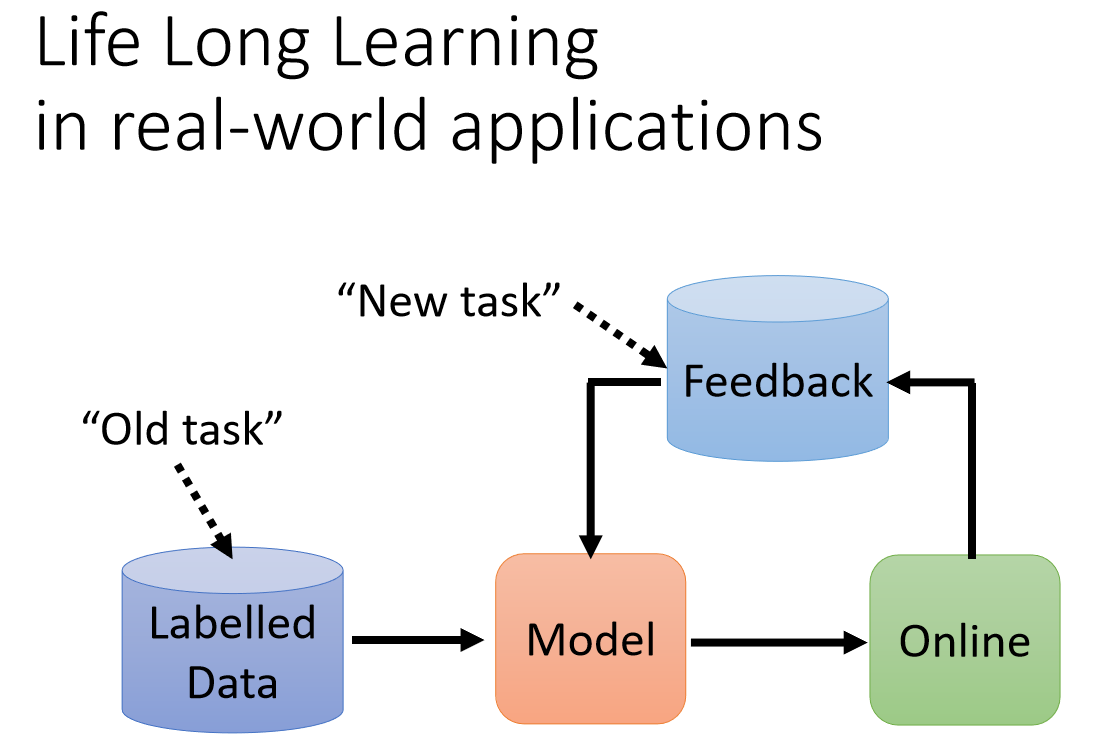 Life Long Learning
in real-world applications
“New task”
Feedback
“Old task”
Labelled
Data
Model
Online